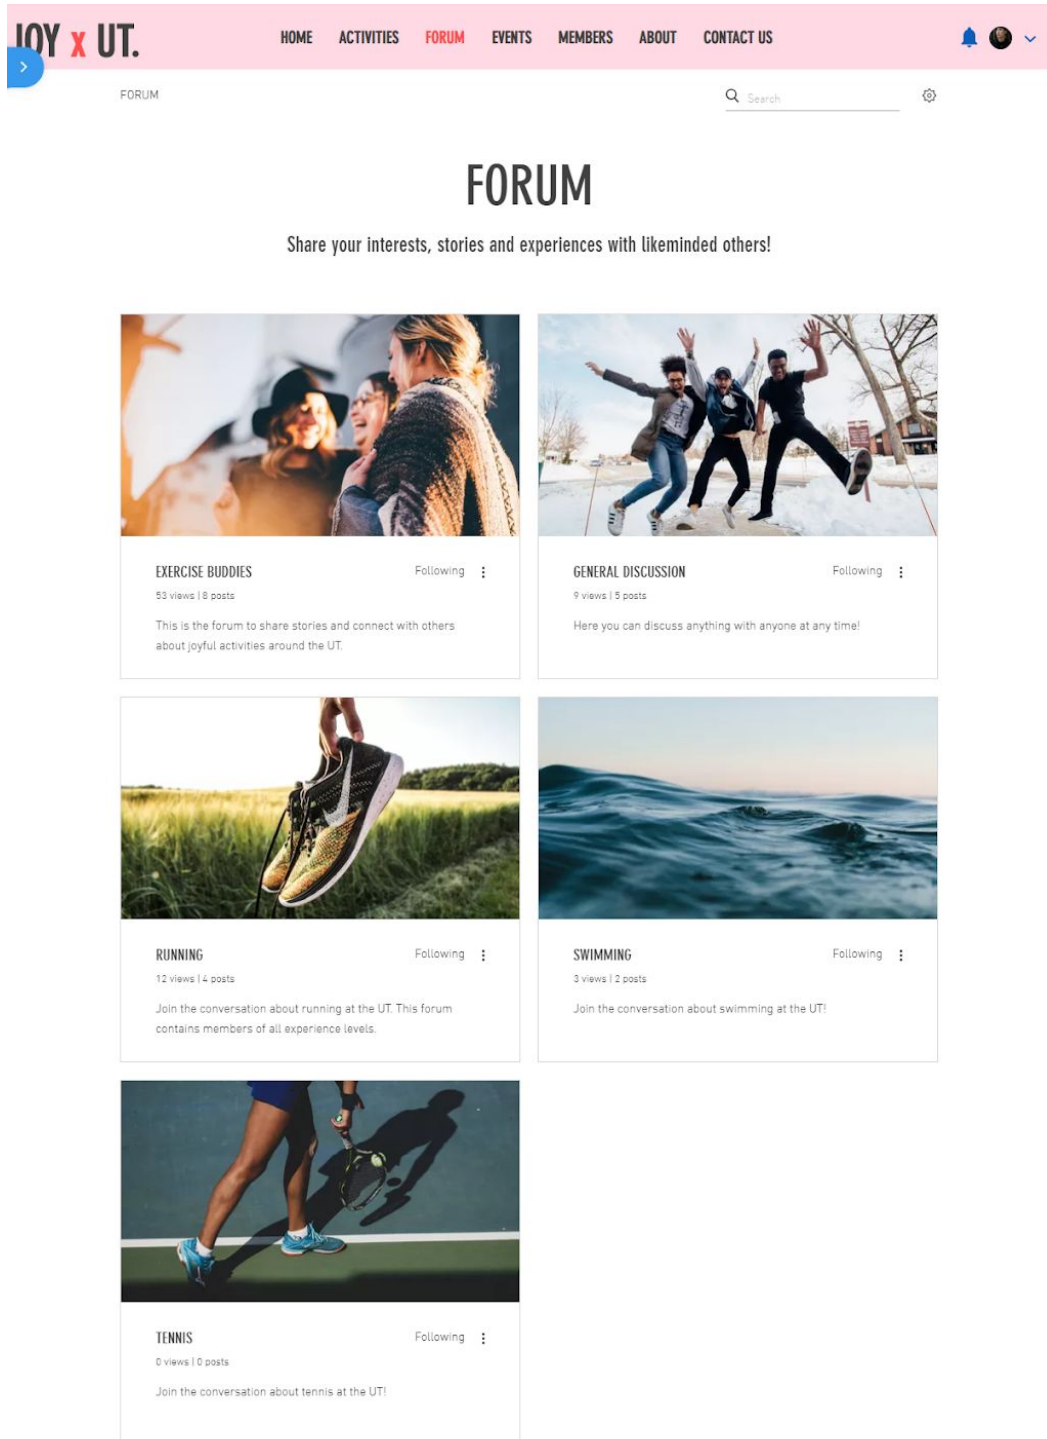 JOY x UT.
HOME ACTIVITIES FORUM EVENTS MEMBERS ABOUT CONTACT US
FORUM
Search
FORUM
Share your interests, stories and experiences with likeminded others!
EXERCISE BUDDIES Following
53 views | 8 posts
This is the forum to share stories and connect with others
about joyful activities around the UT.
GENERAL DISCUSSION Following
9 views | 5 posts
Here you can discuss anything with anyone at any time!
RUNNING Following
12 views | 4 posts
Join the conversation about running at the UT. This forum
contains members of all experience levels.
SWIMMING Following
3 views | 2 posts
Join the conversation about swimming at the UT!
TENNIS Following
0 views | 0 posts
Join the conversation about tennis at the UT!